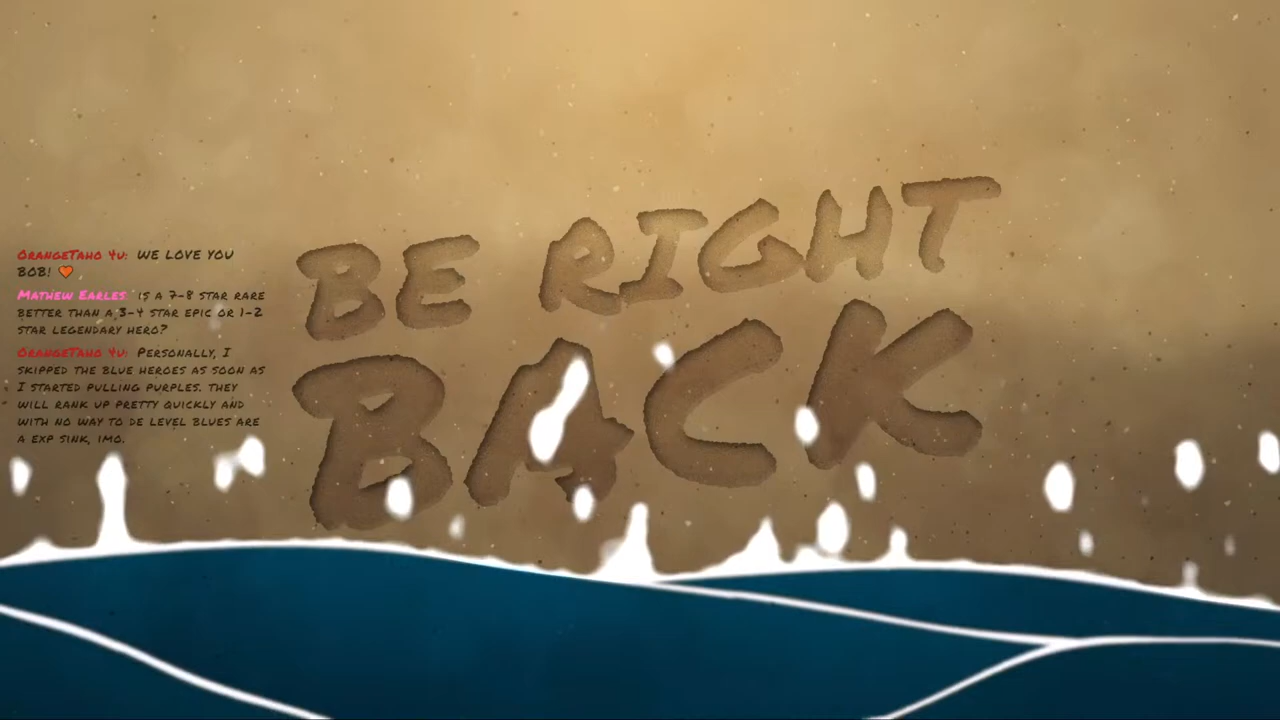 BE RIGHT
BACK
OrangeTaho 4u: WE LOVE YOU
BOB! 🧡
Mathew Earles: IS A 7-8 STAR RARE
BETTER THAN A 3-4 STAR EPIC OR 1-2
STAR LEGENDARY HERO?
OrangeTaho 4u: PERSONALLY, I
SKIPPED THE BLUE HEROES AS SOON AS
I STARTED PULLING PURPLES. THEY
WILL RANK UP PRETTY QUICKLY AND
WITH NO WAY TO DE LEVEL BLUES ARE
A EXP SINK, IMO.